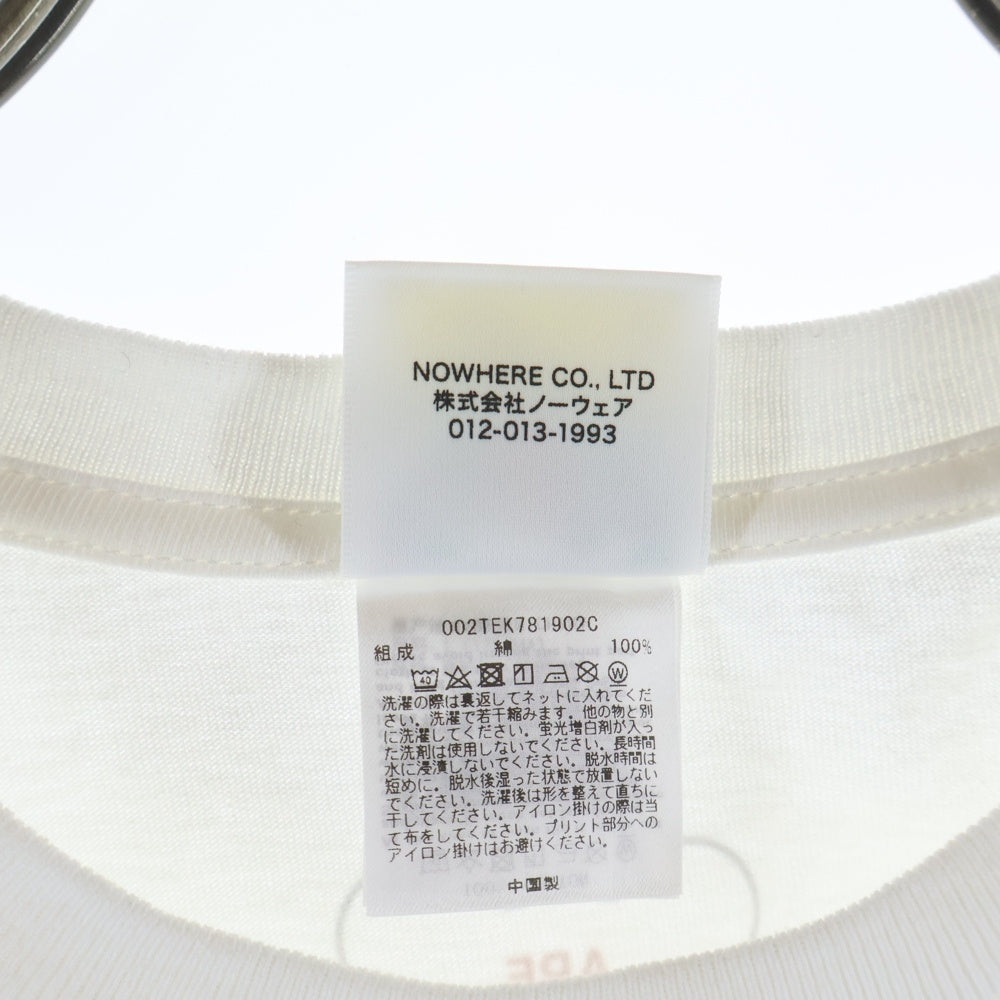 NOWHERE CO., LTD
株式会社ノーウェア
012-013-1993
002TEK781902C
組成 綿 100%
40 W
洗濯の際は裏返してネットに入れてくだ
さい。洗濯で若干縮みます。他の物と別
に洗濯してください。蛍光増白剤が入っ
た洗剤は使用しないでください。長時間
水に浸漬しないでください。脱水時間は
短めに。脱水後湿った状態で放置しない
でください。洗濯後は形を整えて直ちに
干してください。アイロン掛けの際は当
て布をしてください。プリント部分への
アイロン掛けはお避けください。
中国製
APE